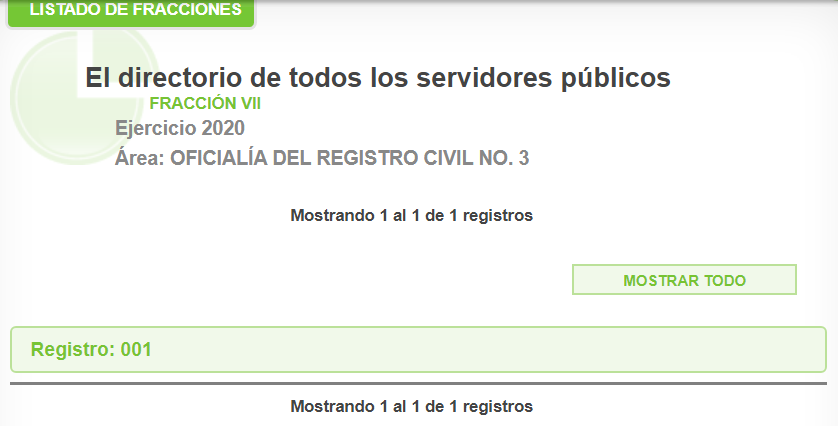 LISTADO DE FRACCIONES
El directorio de todos los servidores públicos
FRACCIÓN VII
Ejercicio 2020
Área: OFICIALÍA DEL REGISTRO CIVIL NO. 3
Mostrando 1 al 1 de 1 registros
MOSTRAR TODO
Registro: 001
Mostrando 1 al 1 de 1 registros